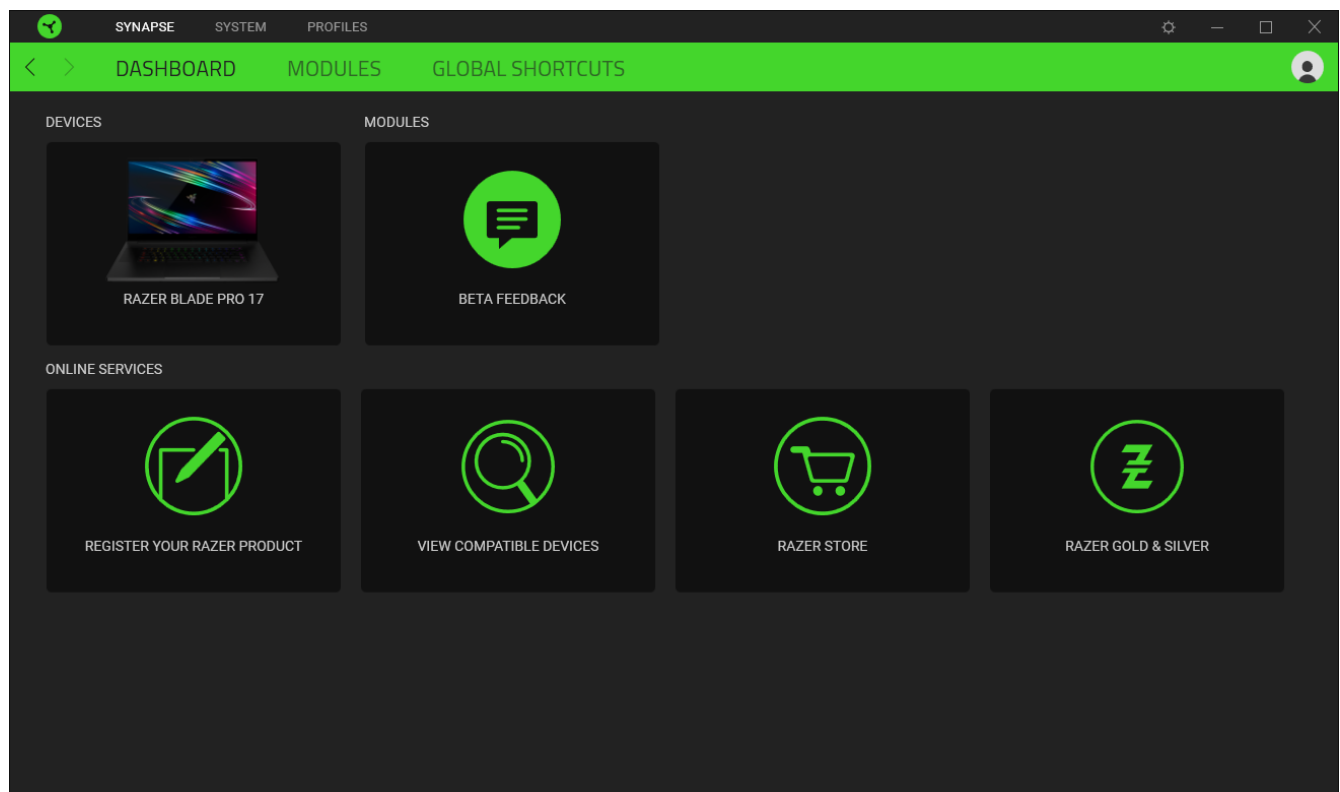 SYNAPSE SYSTEM PROFILES
DASHBOARD MODULES GLOBAL SHORTCUTS
DEVICES MODULES
RAZER BLADE PRO 17 BETA FEEDBACK
ONLINE SERVICES
REGISTER YOUR RAZER PRODUCT VIEW COMPATIBLE DEVICES RAZER STORE RAZER GOLD & SILVER